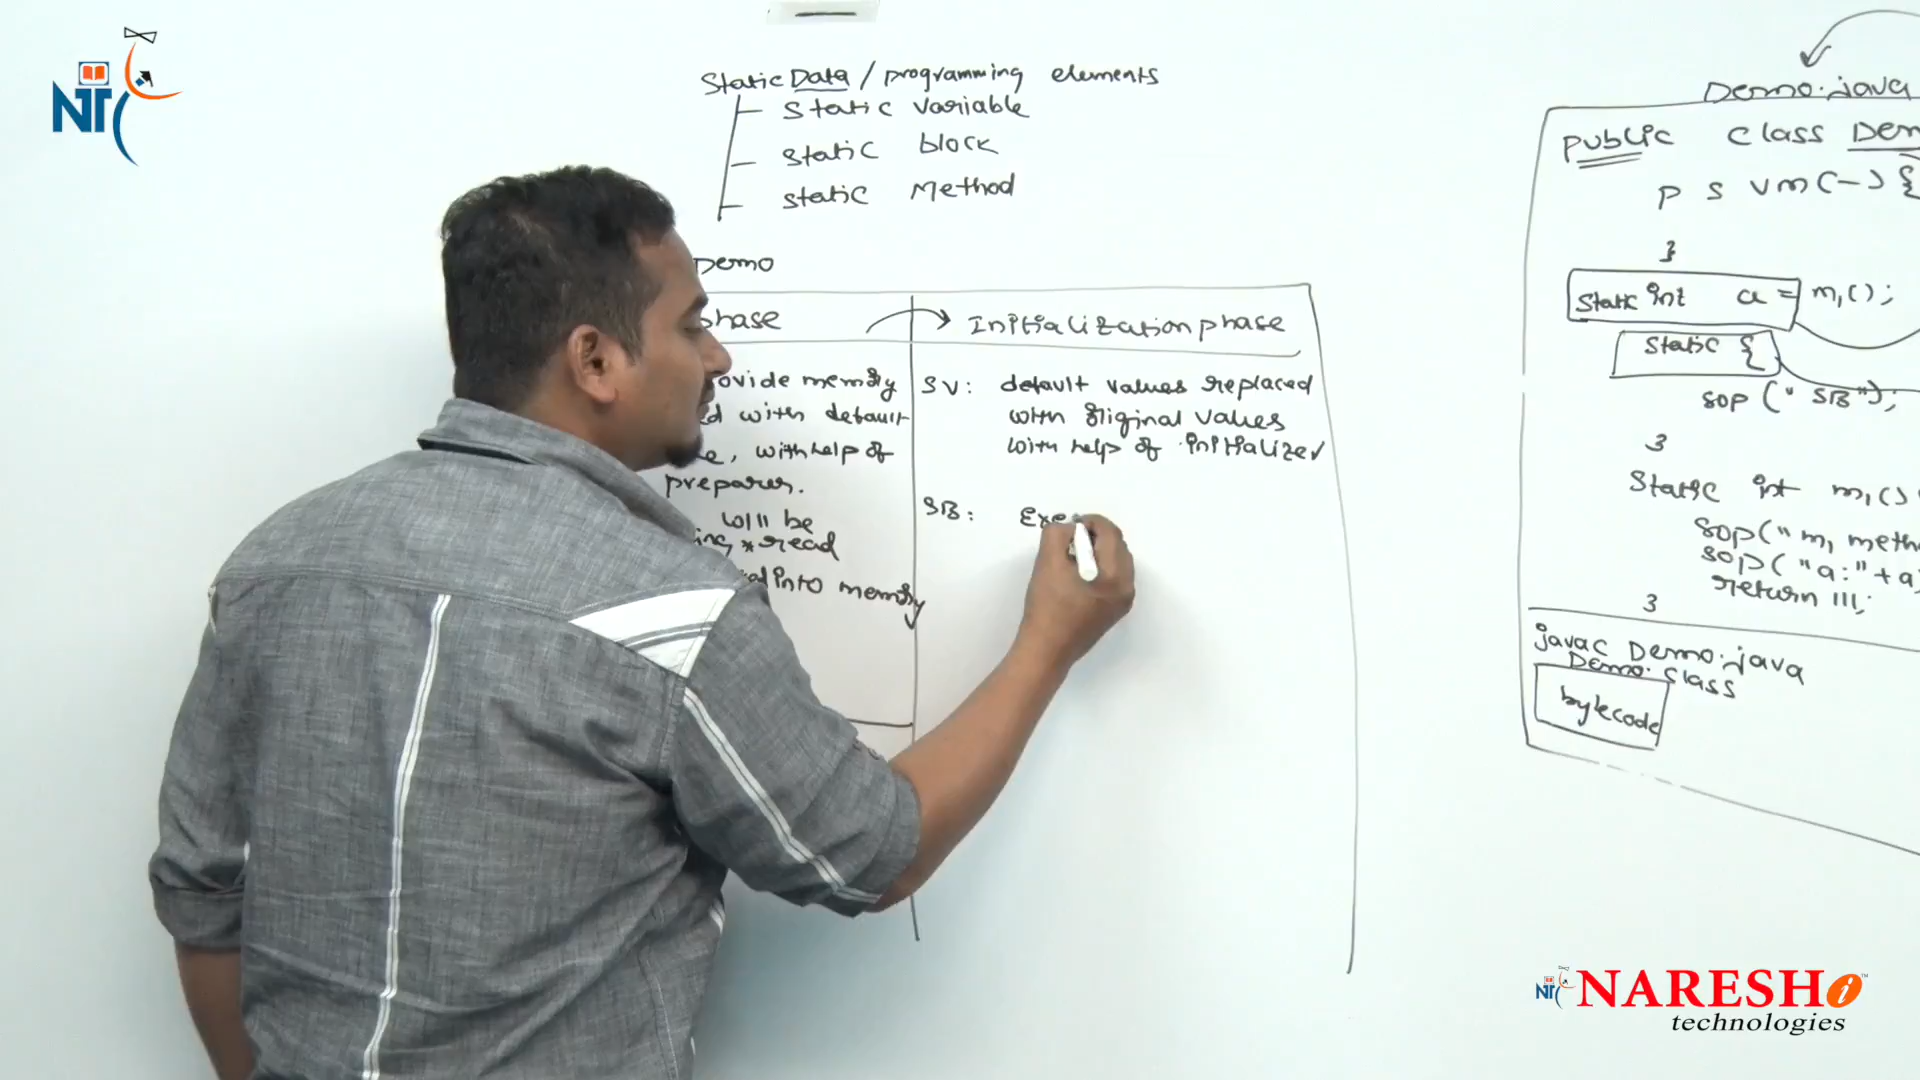 NT
Static Data / programming elements
Static variable
Static block
Static Method
Demo
phase
Initialization phase
ovide memory
d with default
e, with help of
preparer.
will be
ing * read
ed into memory
SV: default values replaced
with original values
with help of initializer
SB: Exe
Demo.java
public class Dem
p s vm(-) {
}
Static int a = m1();
Static {
sop (" SB");
}
Static int m1()
sop(" m1 meth
sop( "a:" + a
return 111;
}
javac Demo.java
Demo.class
bytecode
NARESH i
technologies